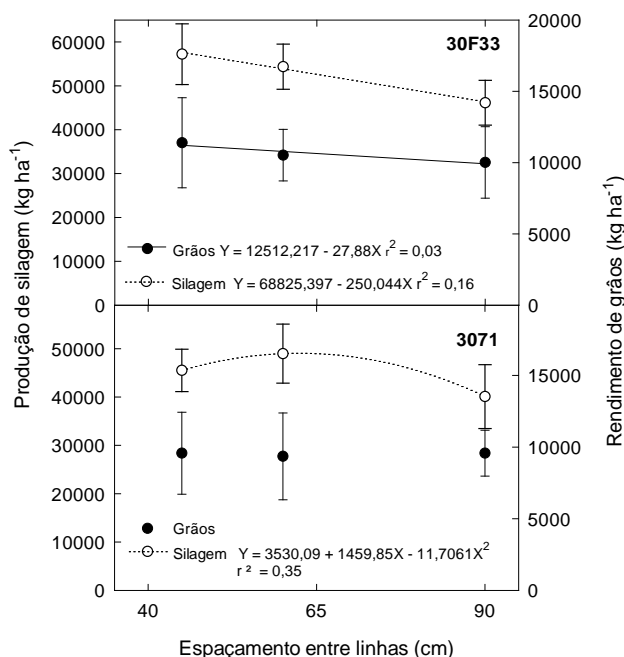 Produção de silagem (kg ha-1)
60000
50000
40000
30000
20000
10000
0
20000
15000
10000
5000
0
Rendimento de grãos (kg ha-1)
30F33
Grãos Y = 12512,217 - 27,88X r2 = 0,03
Silagem Y = 68825,397 - 250,044X r2 = 0,16
50000
40000
30000
20000
10000
0
15000
10000
5000
0
3071
Grãos
Silagem Y = 3530,09 + 1459,85X - 11,7061X2
r ² = 0,35
40 65 90
Espaçamento entre linhas (cm)